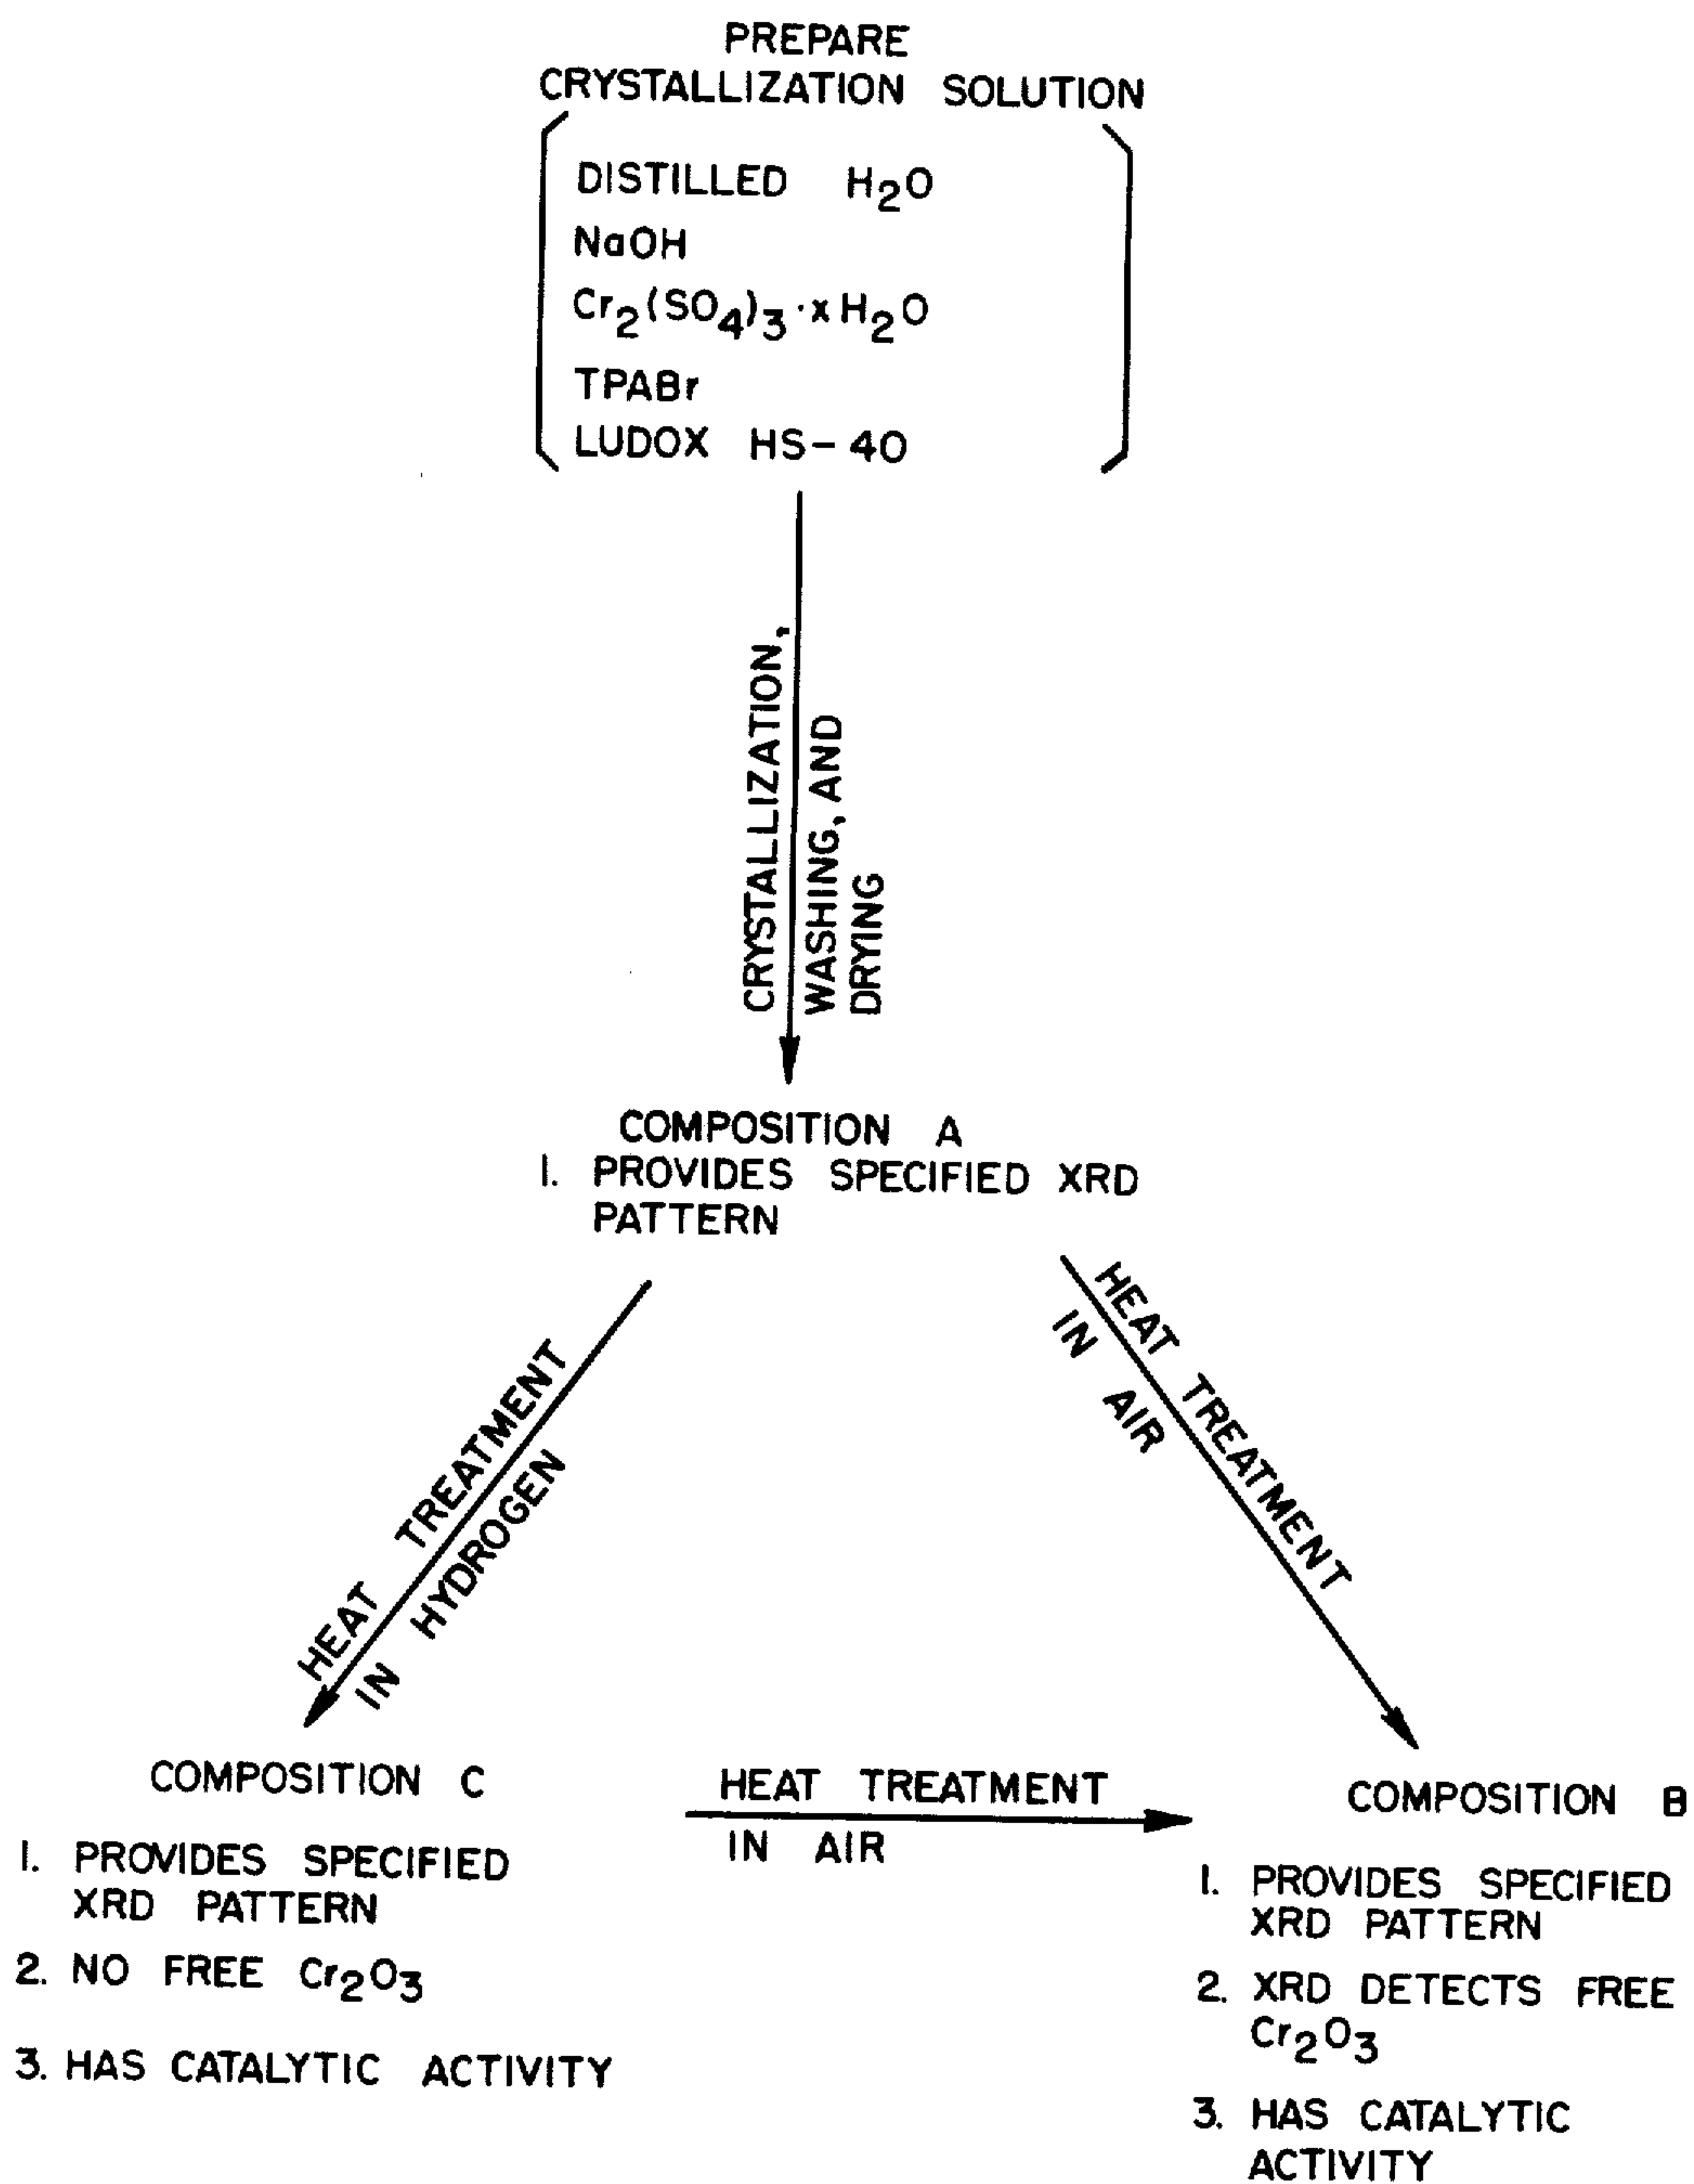 PREPARE
CRYSTALLIZATION SOLUTION
DISTILLED H2O
NaOH
Cr2(SO4)3·xH2O
TPABr
LUDOX HS-40
CRYSTALLIZATION,
WASHING, AND
DRYING
COMPOSITION A
1. PROVIDES SPECIFIED XRD
PATTERN
HEAT TREATMENT
IN HYDROGEN
HEAT TREATMENT
IN AIR
COMPOSITION C
1. PROVIDES SPECIFIED
XRD PATTERN
2. NO FREE Cr2O3
3. HAS CATALYTIC ACTIVITY
HEAT TREATMENT
IN AIR
COMPOSITION B
1. PROVIDES SPECIFIED
XRD PATTERN
2. XRD DETECTS FREE
Cr2O3
3. HAS CATALYTIC
ACTIVITY